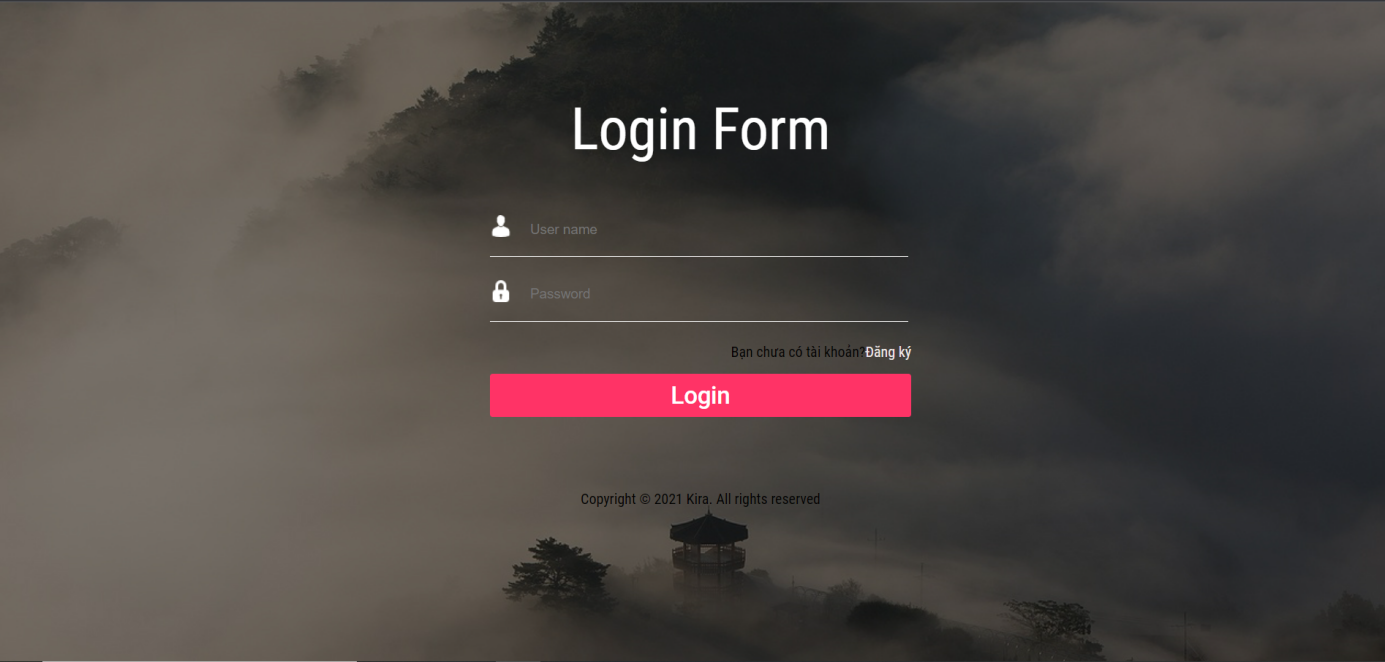 Login Form
User name
Password
Bạn chưa có tài khoản?Đăng ký
Login
Copyright © 2021 Kira. All rights reserved